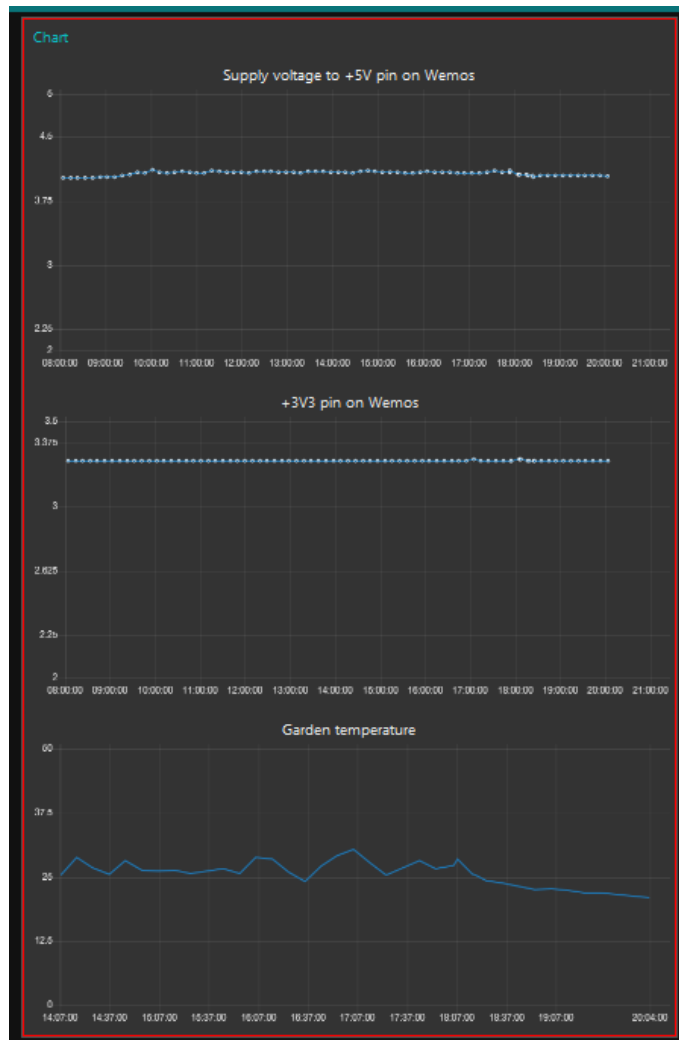 Chart
Supply voltage to +5V pin on Wemos
5
4.5
3.75
3
2.25
2
08:00:00 09:00:00 10:00:00 11:00:00 12:00:00 13:00:00 14:00:00 15:00:00 16:00:00 17:00:00 18:00:00 19:00:00 20:00:00 21:00:00
+3V3 pin on Wemos
3.5
3.375
3
2.625
2.25
2
08:00:00 09:00:00 10:00:00 11:00:00 12:00:00 13:00:00 14:00:00 15:00:00 16:00:00 17:00:00 18:00:00 19:00:00 20:00:00 21:00:00
Garden temperature
50
37.5
25
12.5
0
14:07:00 14:37:00 15:07:00 15:37:00 16:07:00 16:37:00 17:07:00 17:37:00 18:07:00 18:37:00 19:07:00 20:04:00